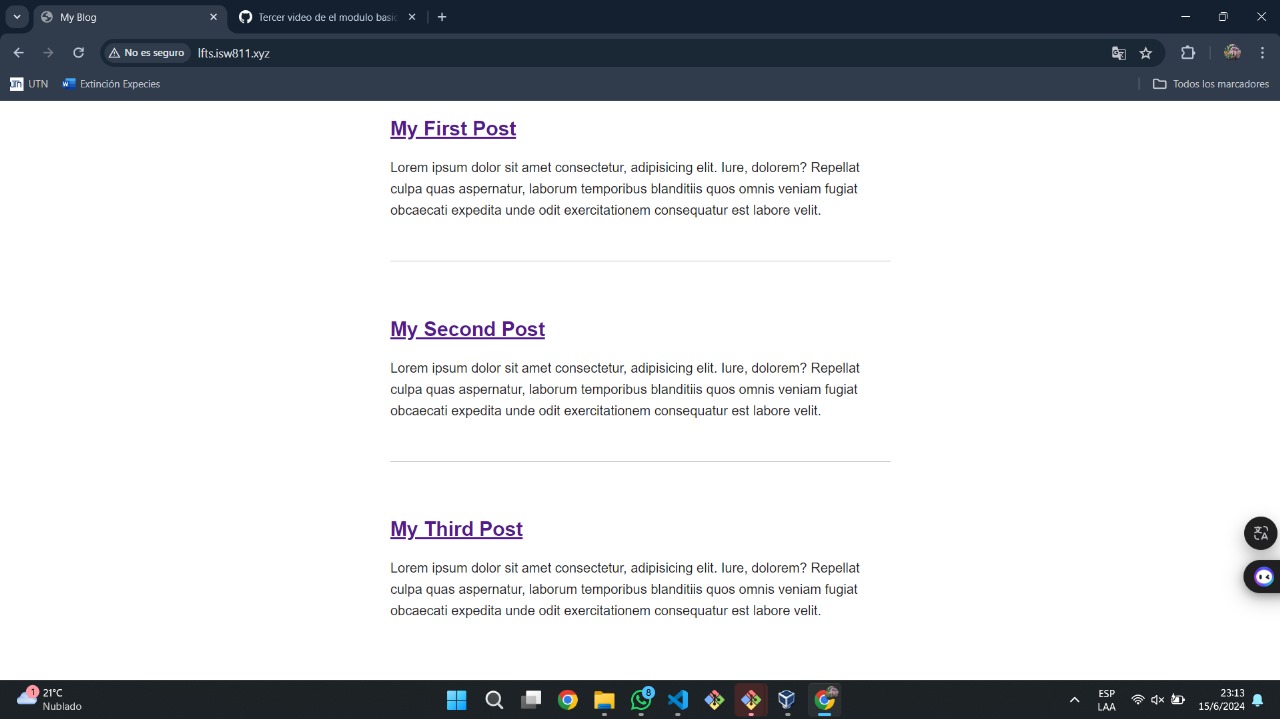 My Blog
Tercer video de el modulo basic
No es seguro
lfts.isw811.xyz
UTN
Extinción Expecies
Todos los marcadores
My First Post
Lorem ipsum dolor sit amet consectetur, adipisicing elit. Iure, dolorem? Repellat
culpa quas aspernatur, laborum temporibus blanditiis quos omnis veniam fugiat
obcaecati expedita unde odit exercitationem consequatur est labore velit.
My Second Post
Lorem ipsum dolor sit amet consectetur, adipisicing elit. Iure, dolorem? Repellat
culpa quas aspernatur, laborum temporibus blanditiis quos omnis veniam fugiat
obcaecati expedita unde odit exercitationem consequatur est labore velit.
My Third Post
Lorem ipsum dolor sit amet consectetur, adipisicing elit. Iure, dolorem? Repellat
culpa quas aspernatur, laborum temporibus blanditiis quos omnis veniam fugiat
obcaecati expedita unde odit exercitationem consequatur est labore velit.
1
21°C
Nublado
8
ESP
LAA
23:13
15/6/2024